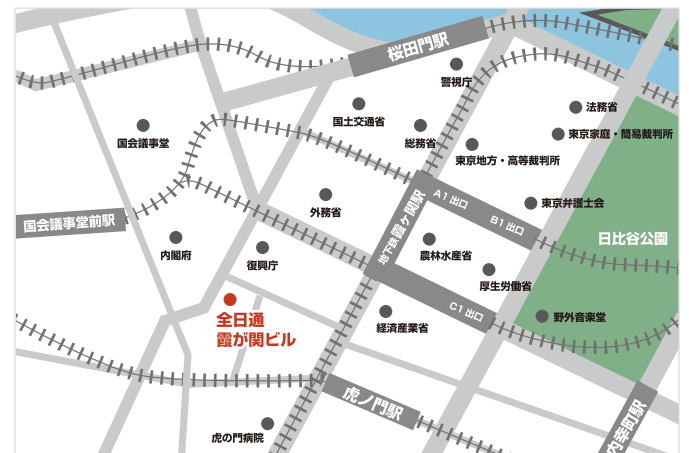 桜田門駅
警視庁
国土交通省
法務省
総務省
東京家庭・簡易裁判所
国会議事堂
東京地方・高等裁判所
外務省
A1 出口
東京弁護士会
国会議事堂前駅
地下鉄霞ヶ関駅
B1 出口
日比谷公園
内閣府
復興庁
農林水産省
厚生労働省
全日通
霞が関ビル
経済産業省
C1 出口
野外音楽堂
虎ノ門駅
内幸町駅
虎の門病院